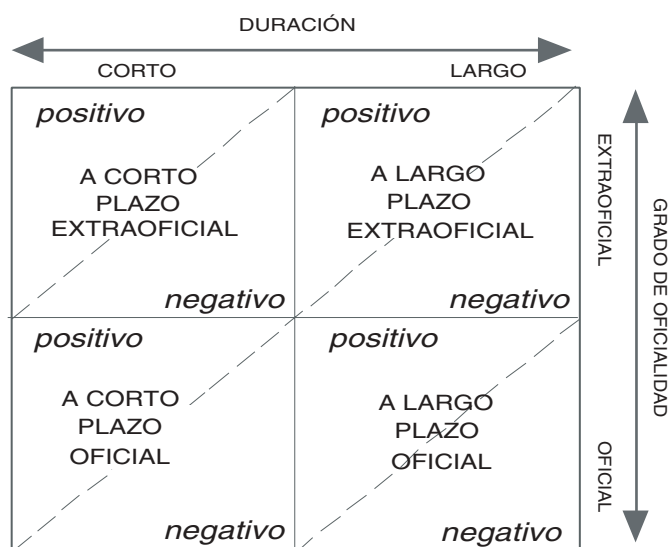 DURACIÓN
CORTO
LARGO
positivo
positivo
A CORTO
PLAZO
EXTRAOFICIAL
A LARGO
PLAZO
EXTRAOFICIAL
negativo
negativo
EXTRAOFICIAL
GRADO DE OFICIALIDAD
positivo
positivo
A CORTO
PLAZO
OFICIAL
A LARGO
PLAZO
OFICIAL
negativo
negativo
OFICIAL